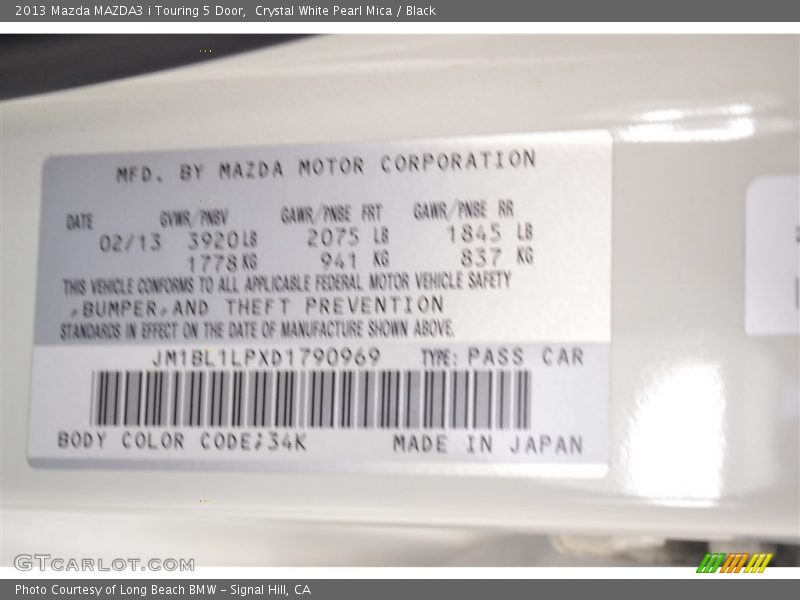 2013 Mazda MAZDA3 i Touring 5 Door,  Crystal White Pearl Mica / Black
MFD. BY MAZDA MOTOR CORPORATION
DATE GVWR/PNBV GAWR/PNBE FRT GAWR/PNBE RR
02/13 3920LB 2075 LB 1845 LB
1778KG 941 KG 837 KG
THIS VEHICLE CONFORMS TO ALL APPLICABLE FEDERAL MOTOR VEHICLE SAFETY
,BUMPER,AND THEFT PREVENTION
STANDARDS IN EFFECT ON THE DATE OF MANUFACTURE SHOWN ABOVE.
JM1BL1LPXD1790969 TYPE: PASS CAR
BODY COLOR CODE:34K MADE IN JAPAN
GTCARLOT.COM
Photo Courtesy of Long Beach BMW – Signal Hill, CA